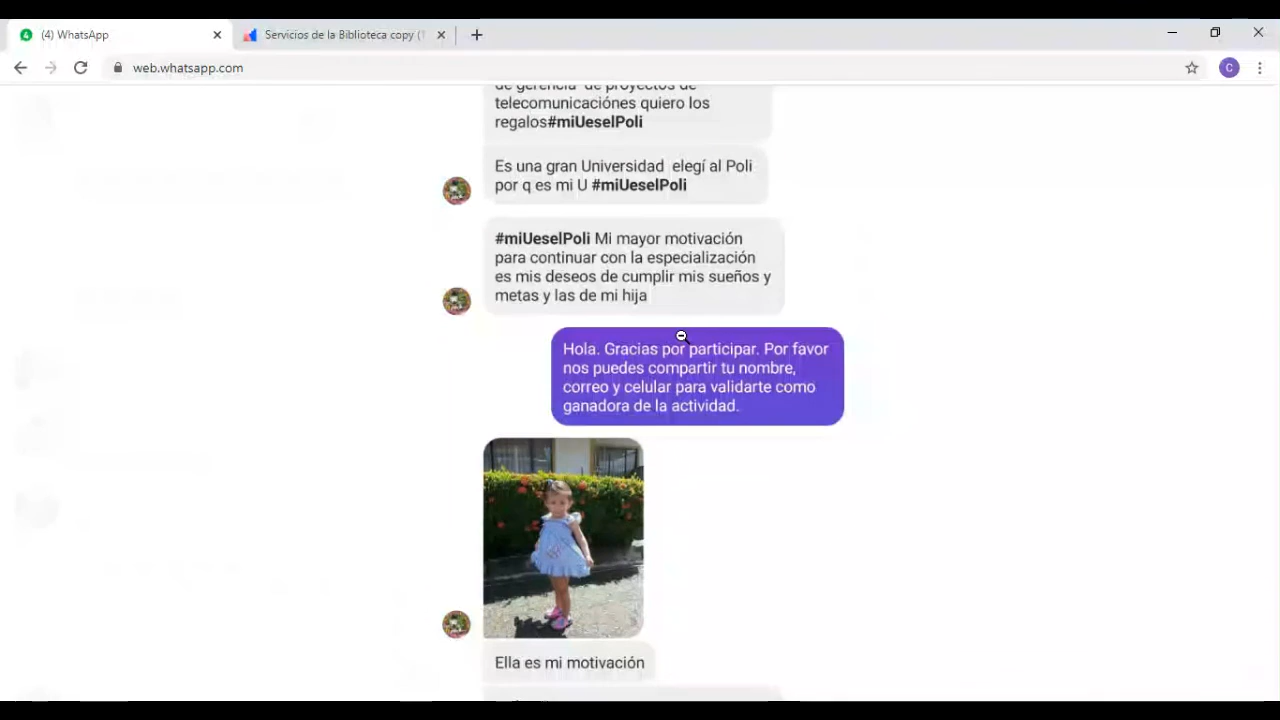 (4) WhatsApp
Servicios de la Biblioteca copy (1
web.whatsapp.com
C
de gerencia de proyectos de
telecomunicaciónes quiero los
regalos#miUeselPoli
Es una gran Universidad elegí al Poli
por q es mi U #miUeselPoli
#miUeselPoli Mi mayor motivación
para continuar con la especialización
es mis deseos de cumplir mis sueños y
metas y las de mi hija
Hola. Gracias por participar. Por favor
nos puedes compartir tu nombre,
correo y celular para validarte como
ganadora de la actividad.
Ella es mi motivación